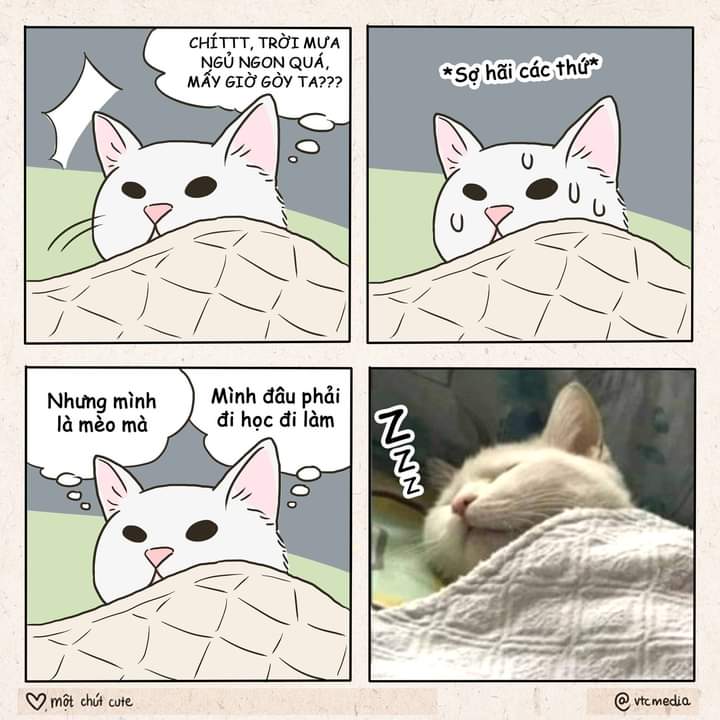 CHÍTTT, TRỜI MƯA
NGỦ NGON QUÁ,
MẤY GIỜ GÒY TA???
*Sợ hãi các thứ*
Nhưng mình
là mèo mà
Mình đâu phải
đi học đi làm
Z
Z
Z
một chút cute
@ vtcmedia